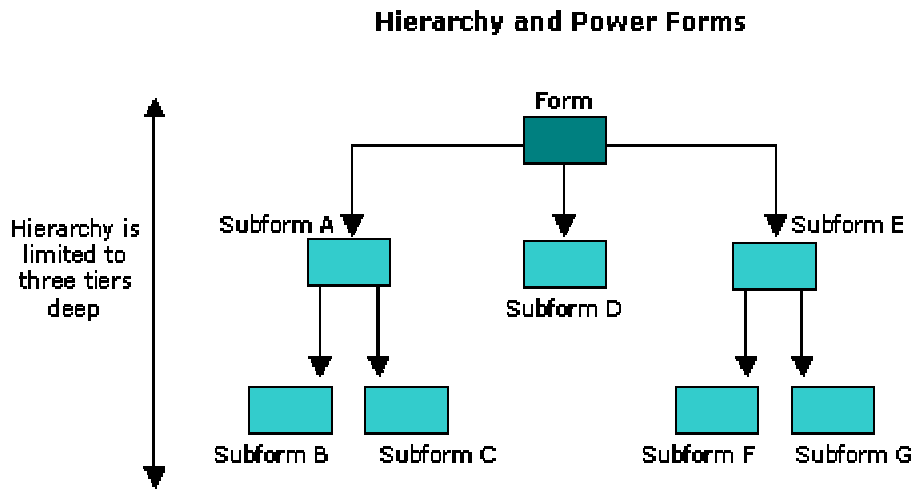 Hierarchy and Power Forms
Form
Subform A
Subform E
Hierarchy is
limited to
three tiers
deep
Subform D
Subform B
Subform C
Subform F
Subform G